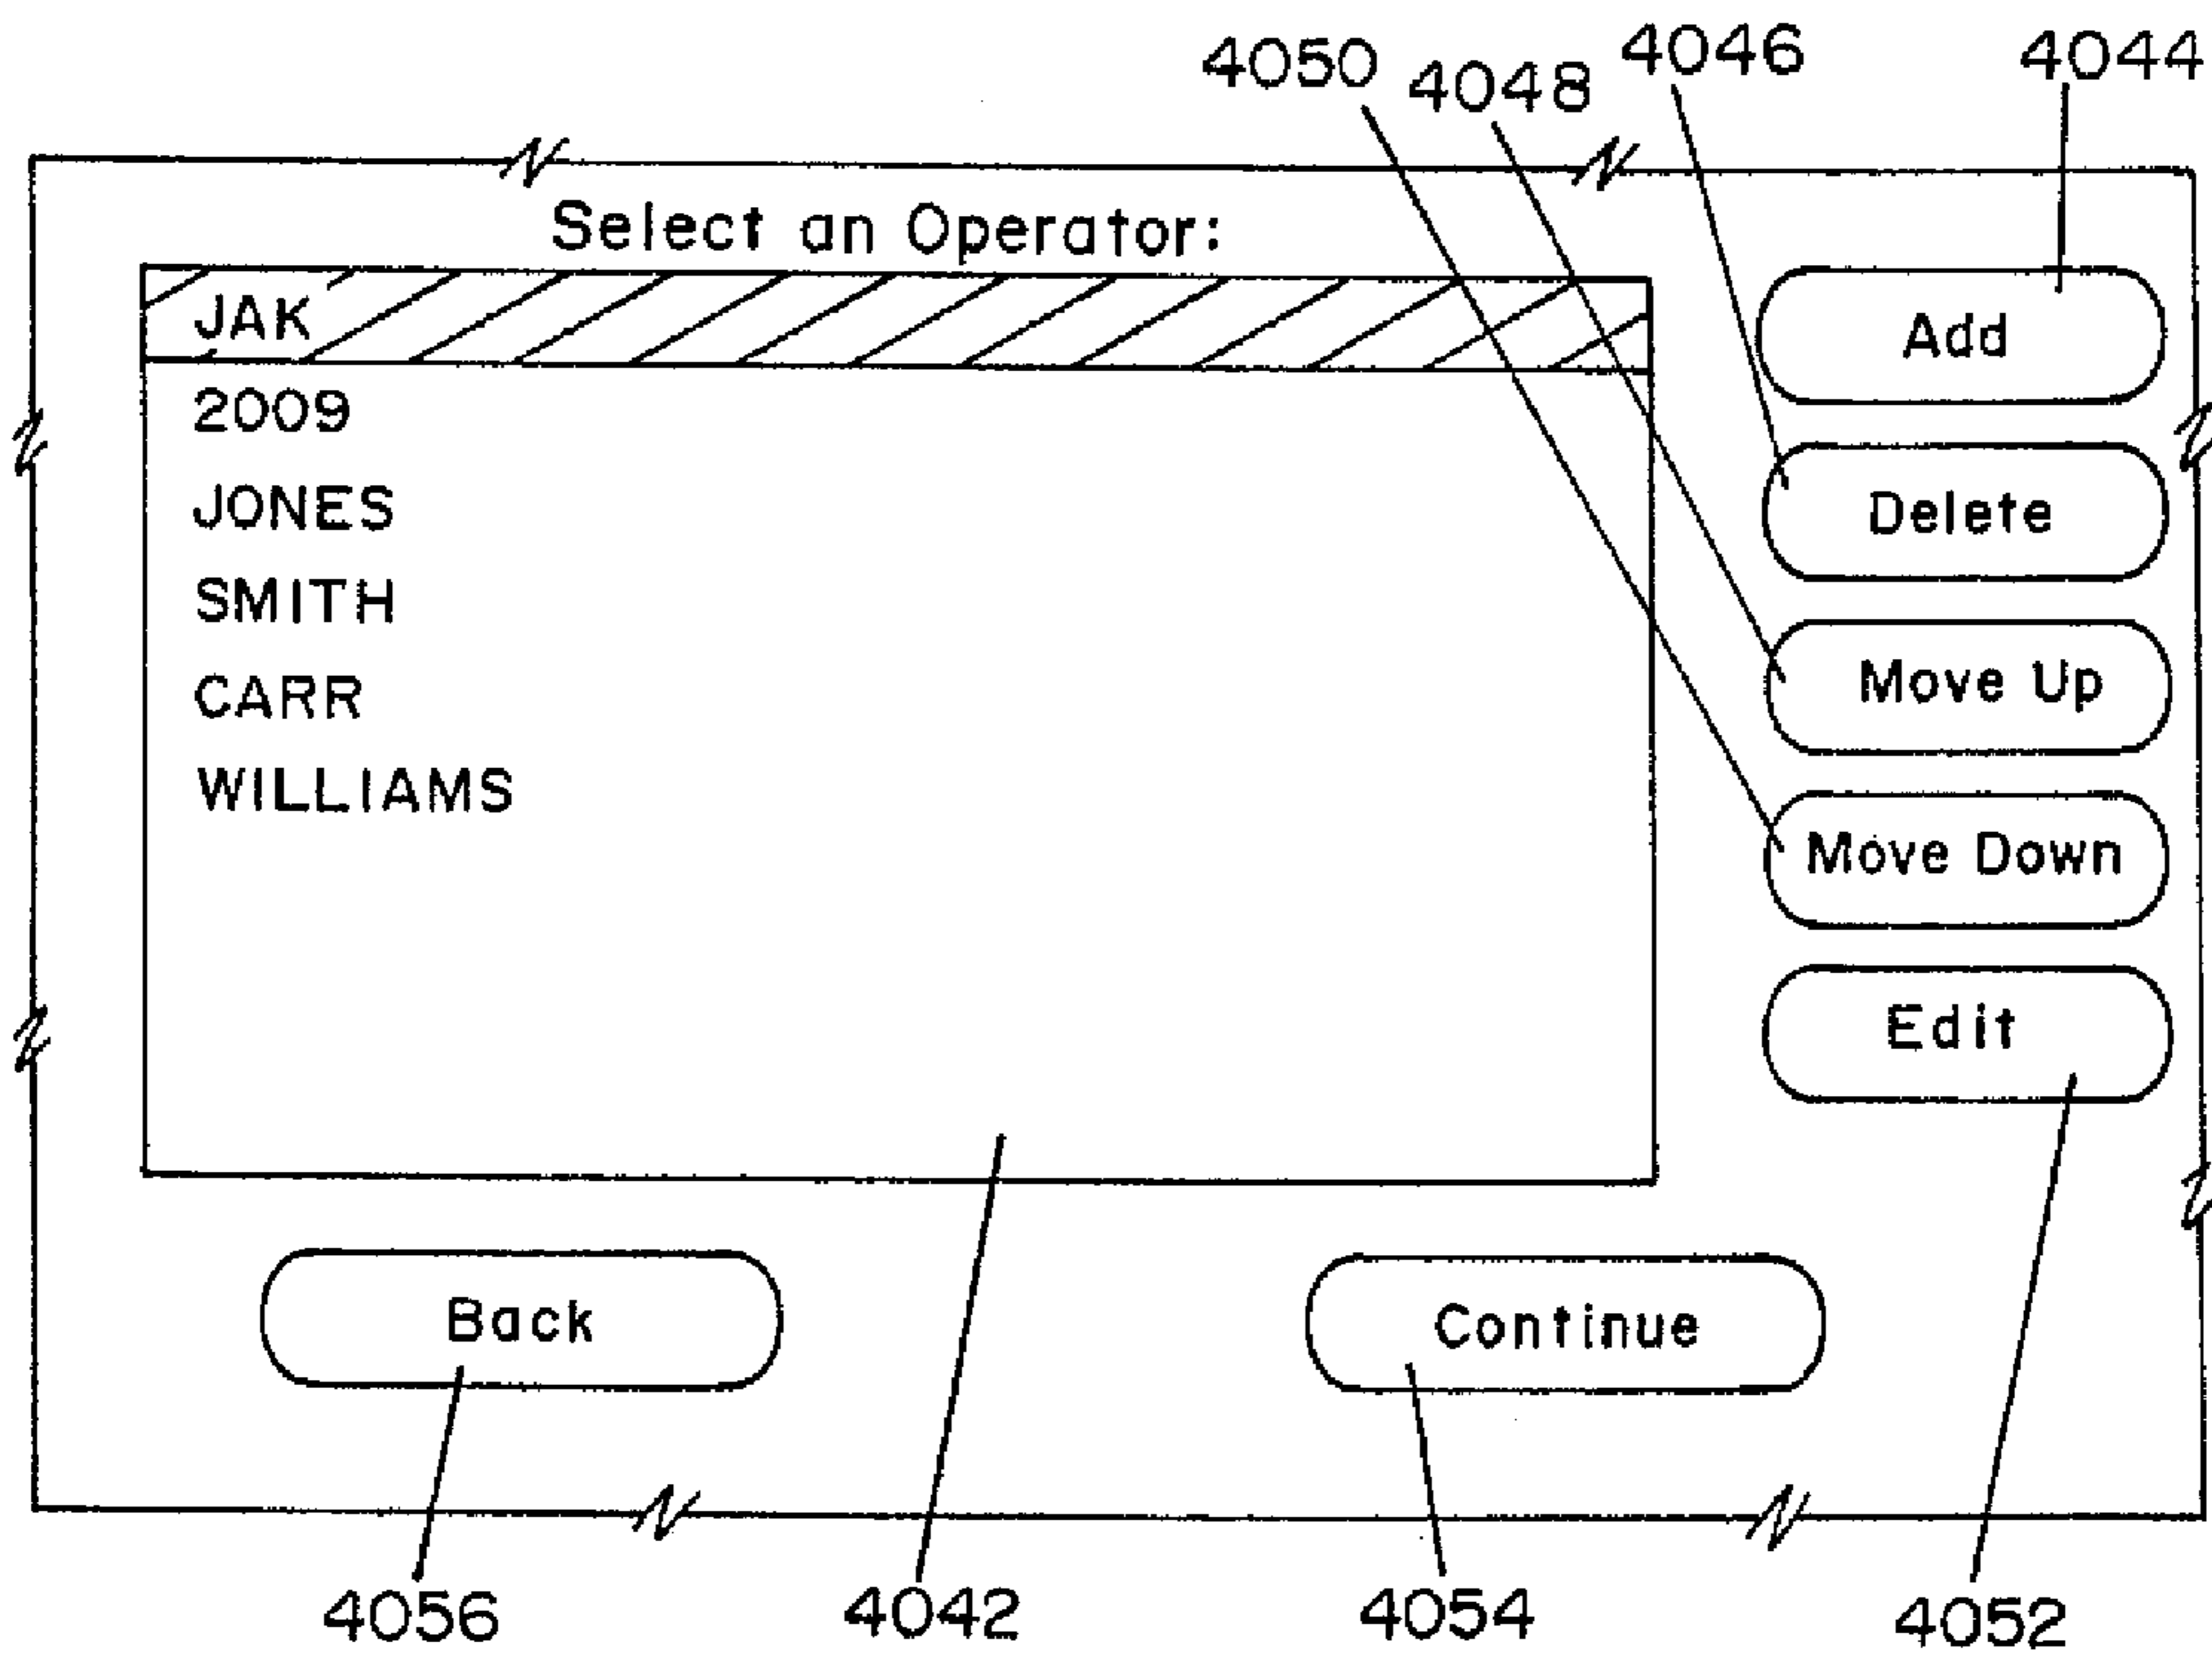 4050 4048 4046 4044
Select an Operator:
JAK
2009
JONES
SMITH
CARR
WILLIAMS
Add
Delete
Move Up
Move Down
Edit
Back
Continue
4056 4042 4054 4052